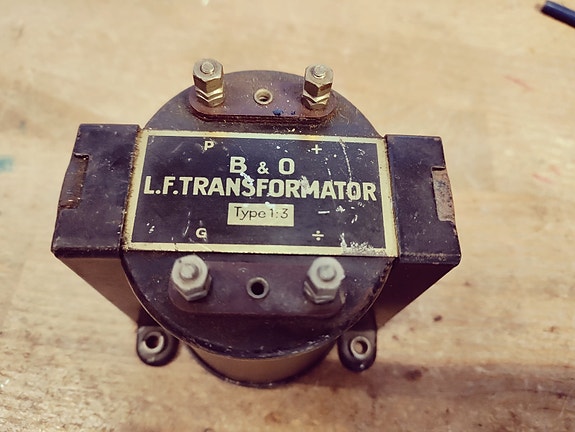 P +
B & O
L.F.TRANSFORMATOR
Type 1:3
G ÷